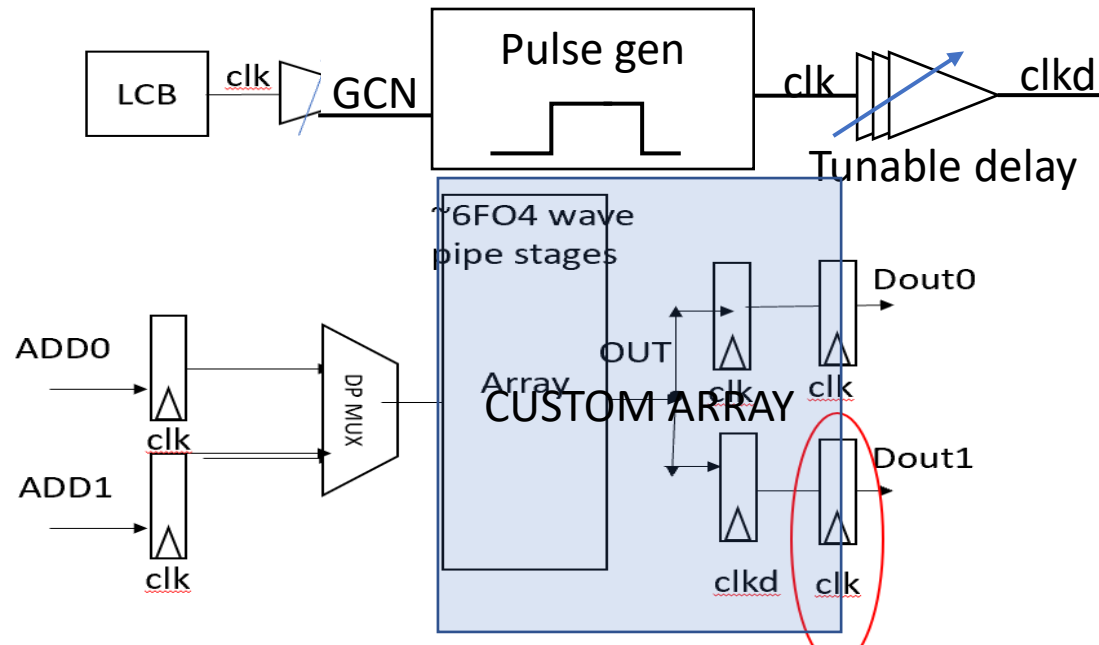 Pulse gen
LCB
clk
GCN
clk
clkd
Tunable delay
~6FO4 wave
pipe stages
Dout0
ADD0
OUT
DP MUX
Array
clk
clk
CUSTOM ARRAY
clk
Dout1
ADD1
clk
clkd
clk